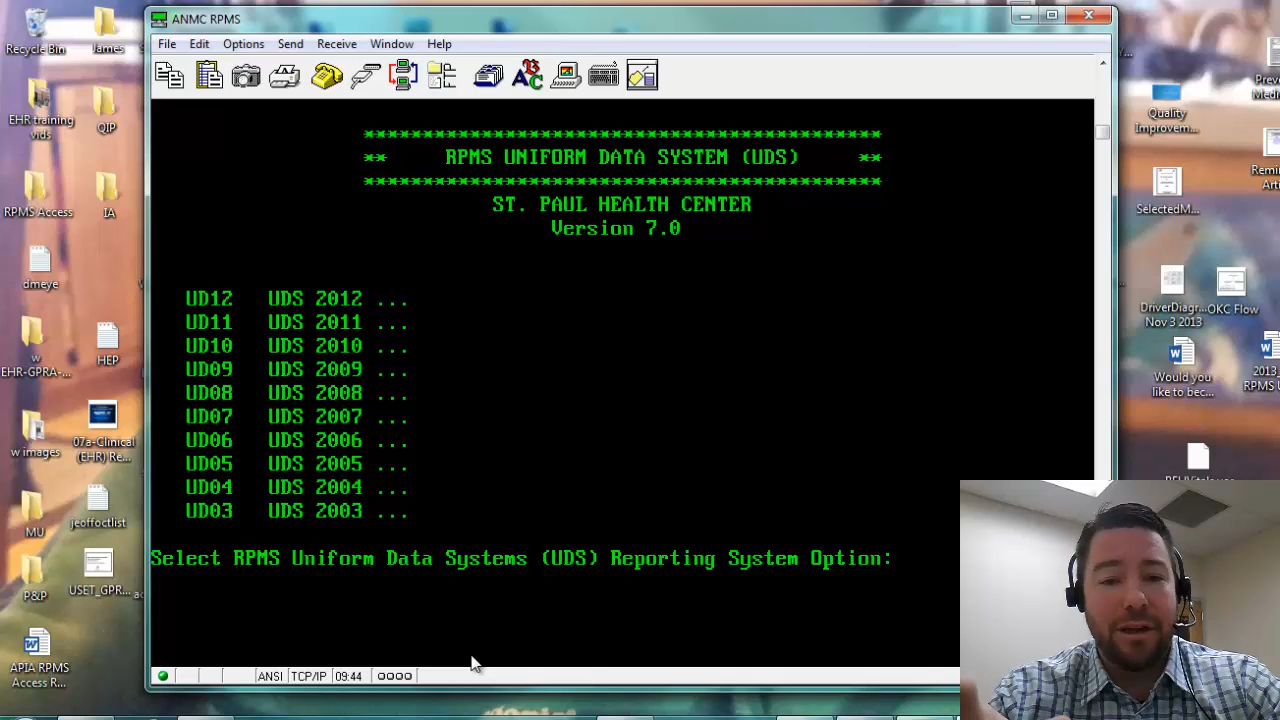 ANMC RPMS
File Edit Options Send Receive Window Help
************************************************
** RPMS UNIFORM DATA SYSTEM (UDS) **
************************************************
ST. PAUL HEALTH CENTER
Version 7.0
UD12 UDS 2012 ...
UD11 UDS 2011 ...
UD10 UDS 2010 ...
UD09 UDS 2009 ...
UD08 UDS 2008 ...
UD07 UDS 2007 ...
UD06 UDS 2006 ...
UD05 UDS 2005 ...
UD04 UDS 2004 ...
UD03 UDS 2003 ...
Select RPMS Uniform Data Systems (UDS) Reporting System Option:
ANSI TCP/IP 09:44
Recycle Bin
James
EHR training
vids
QIP
RPMS Access
IA
dmeye
w
EHR-GPRA-...
HEP
w images
07a-Clinical
(EHR) Re...
MU
jeoffoctlist
P&P
USET_GPR...
APIA RPMS
Access R...
Quality
Improvem...
SelectedM...
DriverDiagr...
Nov 3 2013
OKC Flow
Would you
like to bec...